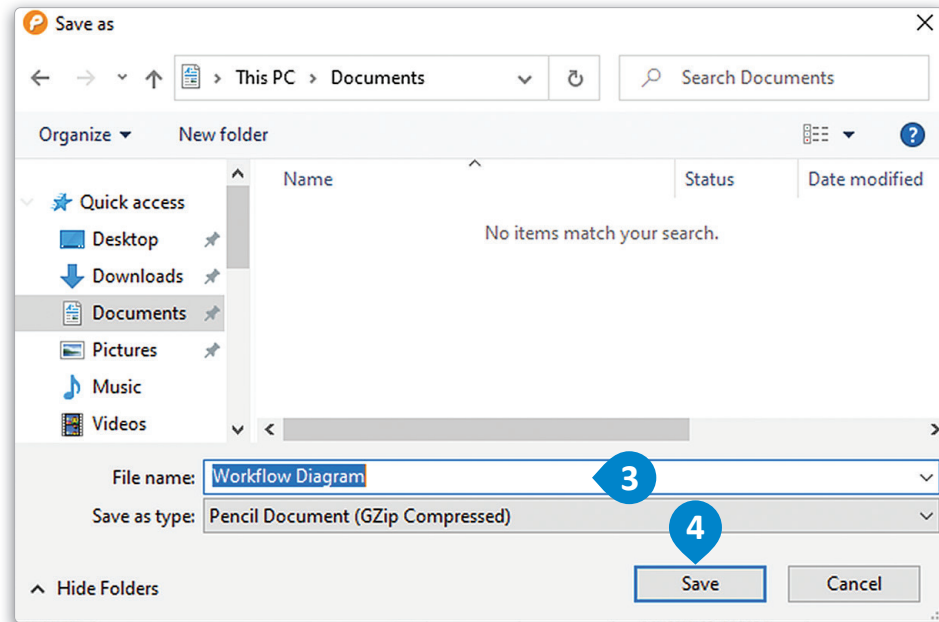 Save as
This PC > Documents
Search Documents
Organize
New folder
?
Name
Status
Date modified
No items match your search.
Quick access
Desktop
Downloads
Documents
Pictures
Music
Videos
File name: Workflow Diagram
3
Save as type: Pencil Document (GZip Compressed)
4
Hide Folders
Save
Cancel